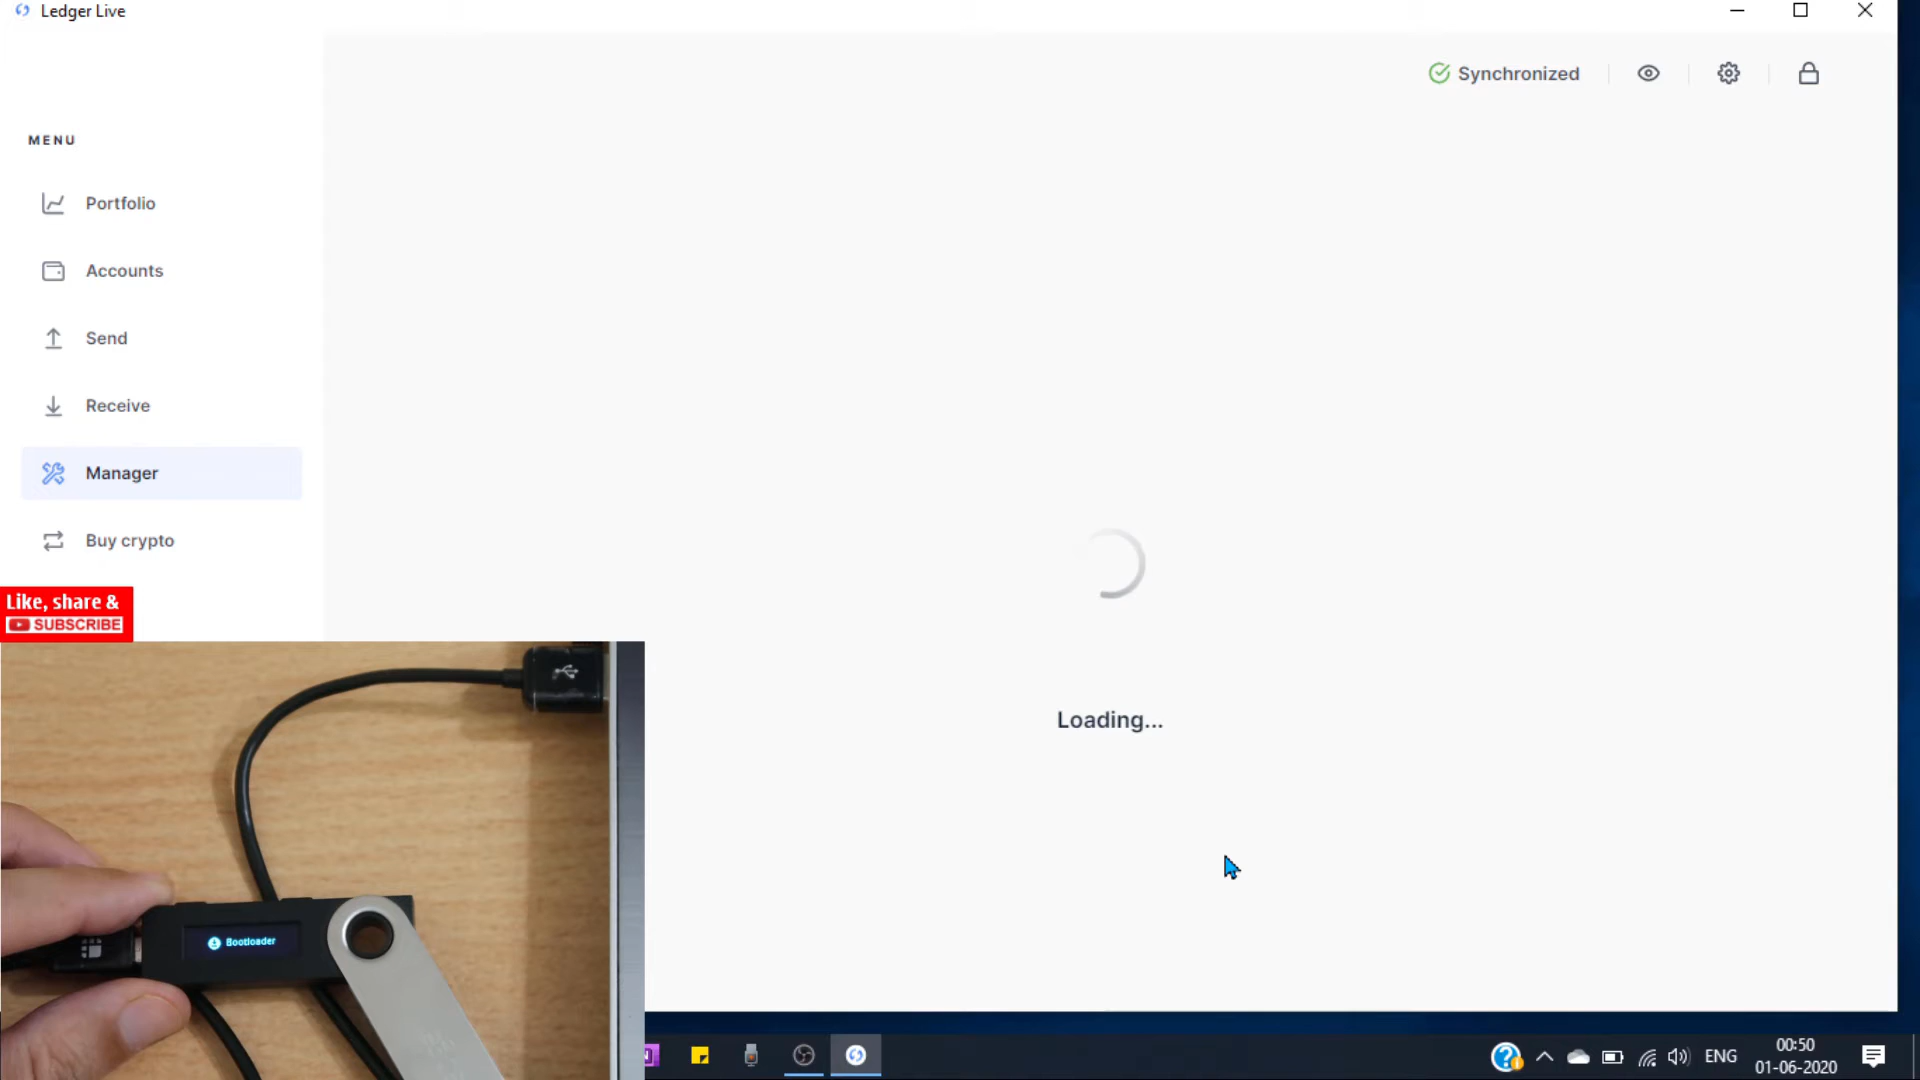 Ledger Live
Synchronized
MENU
Portfolio
Accounts
Send
Receive
Manager
Buy crypto
Like, share &
SUBSCRIBE
Loading...
Bootloader
N
ENG
00:50
01-06-2020